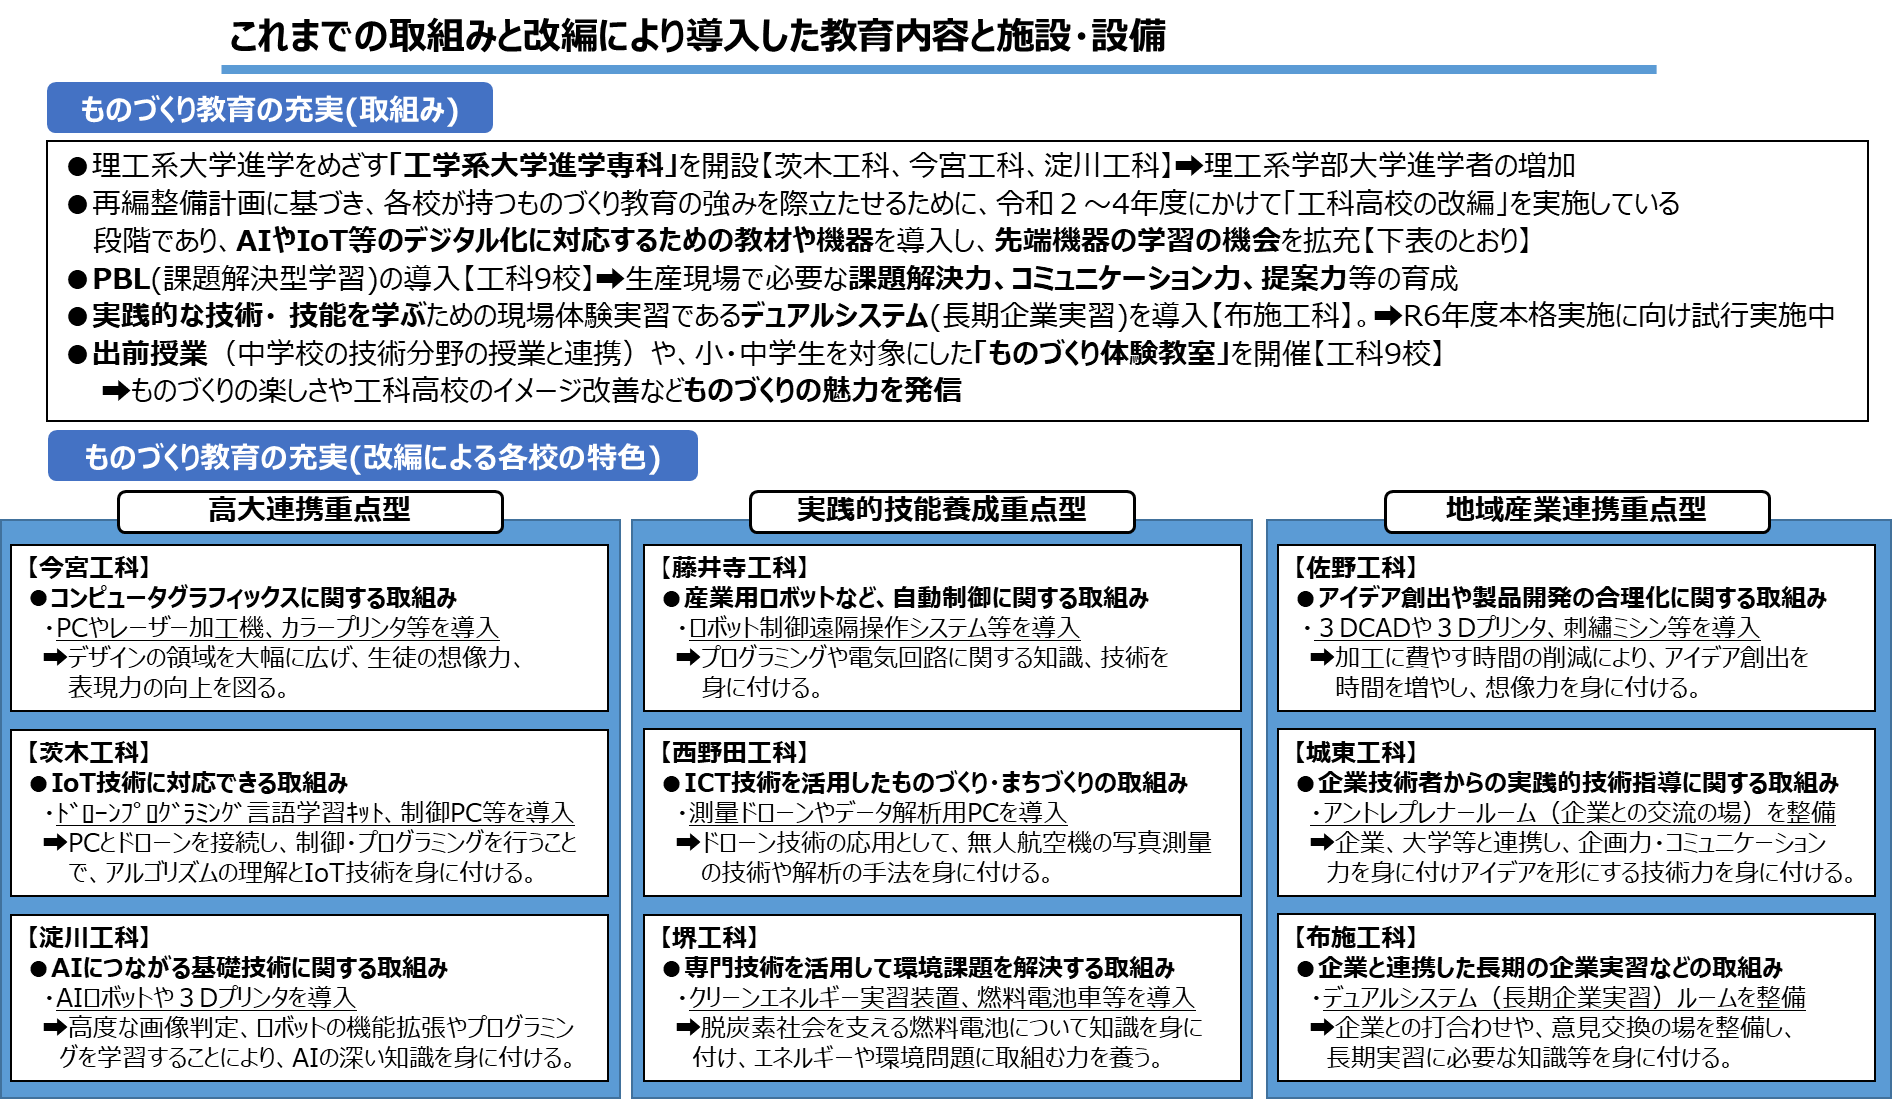 これまでの取組みと改編により導入した教育内容と施設・設備
ものづくり教育の充実(取組み)
●理工系大学進学をめざす「工学系大学進学専科」を開設【茨木工科、今宮工科、淀川工科】➡理工系学部大学進学者の増加
●再編整備計画に基づき、各校が持つものづくり教育の強みを際立たせるために、令和２～4年度にかけて「工科高校の改編」を実施している
段階であり、AIやIoT等のデジタル化に対応するための教材や機器を導入し、先端機器の学習の機会を拡充【下表のとおり】
●PBL(課題解決型学習)の導入【工科9校】➡生産現場で必要な課題解決力、コミュニケーション力、提案力等の育成
●実践的な技術・ 技能を学ぶための現場体験実習であるデュアルシステム(長期企業実習)を導入【布施工科】。➡R6年度本格実施に向け試行実施中
●出前授業（中学校の技術分野の授業と連携）や、小・中学生を対象にした「ものづくり体験教室」を開催【工科9校】
➡ものづくりの楽しさや工科高校のイメージ改善などものづくりの魅力を発信
ものづくり教育の充実(改編による各校の特色)
高大連携重点型
【今宮工科】
●コンピュータグラフィックスに関する取組み
・PCやレーザー加工機、カラープリンタ等を導入
➡デザインの領域を大幅に広げ、生徒の想像力、
表現力の向上を図る。
【茨木工科】
●IoT技術に対応できる取組み
・ﾄﾞﾛｰﾝﾌﾟﾛｸﾞﾗﾐﾝｸﾞ言語学習ｷｯﾄ、制御PC等を導入
➡PCとドローンを接続し、制御・プログラミングを行うこと
で、アルゴリズムの理解とIoT技術を身に付ける。
【淀川工科】
●AIにつながる基礎技術に関する取組み
・AIロボットや３Dプリンタを導入
➡高度な画像判定、ロボットの機能拡張やプログラミン
グを学習することにより、AIの深い知識を身に付ける。
実践的技能養成重点型
【藤井寺工科】
●産業用ロボットなど、自動制御に関する取組み
・ロボット制御遠隔操作システム等を導入
➡プログラミングや電気回路に関する知識、技術を
身に付ける。
【西野田工科】
●ICT技術を活用したものづくり・まちづくりの取組み
・測量ドローンやデータ解析用PCを導入
➡ドローン技術の応用として、無人航空機の写真測量
の技術や解析の手法を身に付ける。
【堺工科】
●専門技術を活用して環境課題を解決する取組み
・クリーンエネルギー実習装置、燃料電池車等を導入
➡脱炭素社会を支える燃料電池について知識を身に
付け、エネルギーや環境問題に取組む力を養う。
地域産業連携重点型
【佐野工科】
●アイデア創出や製品開発の合理化に関する取組み
・３DCADや３Dプリンタ、刺繡ミシン等を導入
➡加工に費やす時間の削減により、アイデア創出を
時間を増やし、想像力を身に付ける。
【城東工科】
●企業技術者からの実践的技術指導に関する取組み
・アントレプレナールーム（企業との交流の場）を整備
➡企業、大学等と連携し、企画力・コミュニケーション
力を身に付けアイデアを形にする技術力を身に付ける。
【布施工科】
●企業と連携した長期の企業実習などの取組み
・デュアルシステム（長期企業実習）ルームを整備
➡企業との打合わせや、意見交換の場を整備し、
長期実習に必要な知識等を身に付ける。